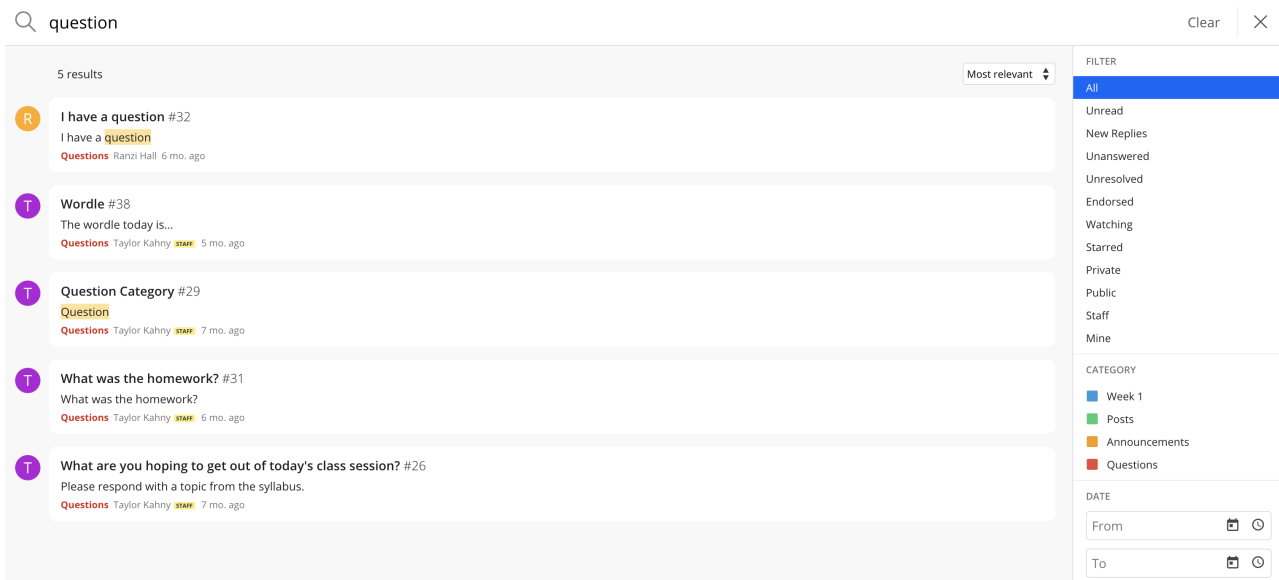 question
Clear
5 results
Most relevant
R
I have a question #32
I have a question
Questions Ranzi Hall 6 mo. ago
T
Wordle #38
The wordle today is...
Questions Taylor Kahny STAFF 5 mo. ago
T
Question Category #29
Question
Questions Taylor Kahny STAFF 7 mo. ago
T
What was the homework? #31
What was the homework?
Questions Taylor Kahny STAFF 6 mo. ago
T
What are you hoping to get out of today's class session? #26
Please respond with a topic from the syllabus.
Questions Taylor Kahny STAFF 7 mo. ago
FILTER
All
Unread
New Replies
Unanswered
Unresolved
Endorsed
Watching
Starred
Private
Public
Staff
Mine
CATEGORY
Week 1
Posts
Announcements
Questions
DATE
From
To